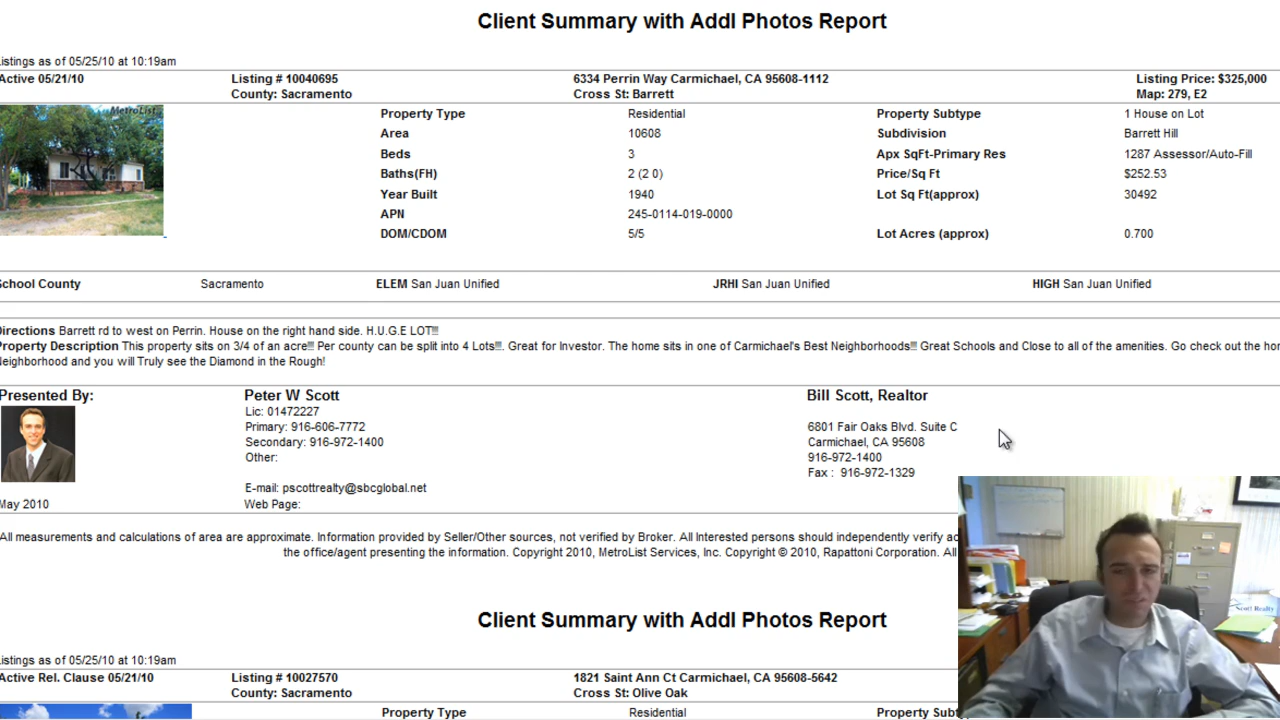 Client Summary with Addl Photos Report
Listings as of 05/25/10 at 10:19am
Active 05/21/10 Listing # 10040695 6334 Perrin Way Carmichael, CA 95608-1112 Listing Price: $325,000
County: Sacramento Cross St: Barrett Map: 279, E2
MetroList
Property Type Residential Property Subtype 1 House on Lot
Area 10608 Subdivision Barrett Hill
Beds 3 Apx SqFt-Primary Res 1287 Assessor/Auto-Fill
Baths(FH) 2 (2 0) Price/Sq Ft $252.53
Year Built 1940 Lot Sq Ft(approx) 30492
APN 245-0114-019-0000
DOM/CDOM 5/5 Lot Acres (approx) 0.700
School County Sacramento ELEM San Juan Unified JRHI San Juan Unified HIGH San Juan Unified
Directions Barrett rd to west on Perrin. House on the right hand side. H.U.G.E LOT!!!
Property Description This property sits on 3/4 of an acre!!! Per county can be split into 4 Lots!!!. Great for Investor. The home sits in one of Carmichael's Best Neighborhoods!!! Great Schools and Close to all of the amenities. Go check out the
Neighborhood and you will Truly see the Diamond in the Rough!
Presented By: Peter W Scott Bill Scott, Realtor
Lic: 01472227
Primary: 916-606-7772 6801 Fair Oaks Blvd. Suite C
Secondary: 916-972-1400 Carmichael, CA 95608
Other: 916-972-1400
Fax : 916-972-1329
E-mail: pscottrealty@sbcglobal.net
May 2010 Web Page:
All measurements and calculations of area are approximate. Information provided by Seller/Other sources, not verified by Broker. All Interested persons should independently verify
the office/agent presenting the information. Copyright 2010, MetroList Services, Inc. Copyright © 2010, Rapattoni Corporation. All
Scott Realty
Client Summary with Addl Photos Report
Listings as of 05/25/10 at 10:19am
Active Rel. Clause 05/21/10 Listing # 10027570 1821 Saint Ann Ct Carmichael, CA 95608-5642
County: Sacramento Cross St: Olive Oak
Property Type Residential Property